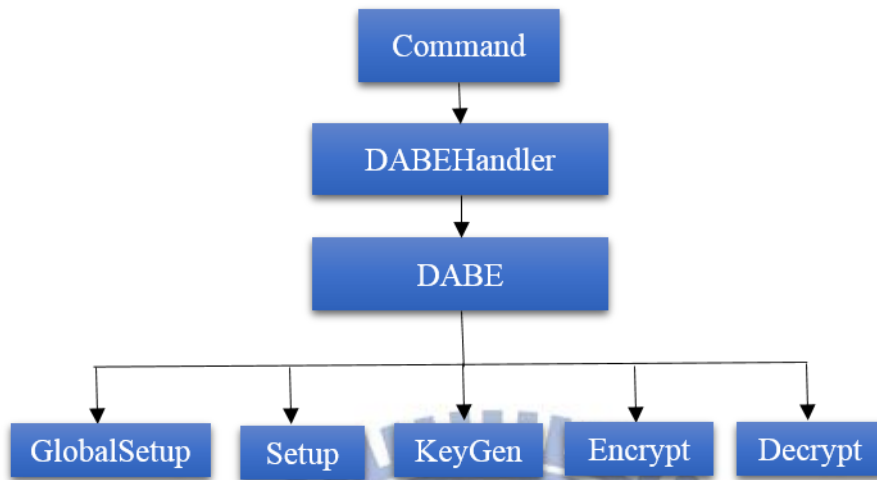 Command
DABEHandler
DABE
GlobalSetup
Setup
KeyGen
Encrypt
Decrypt